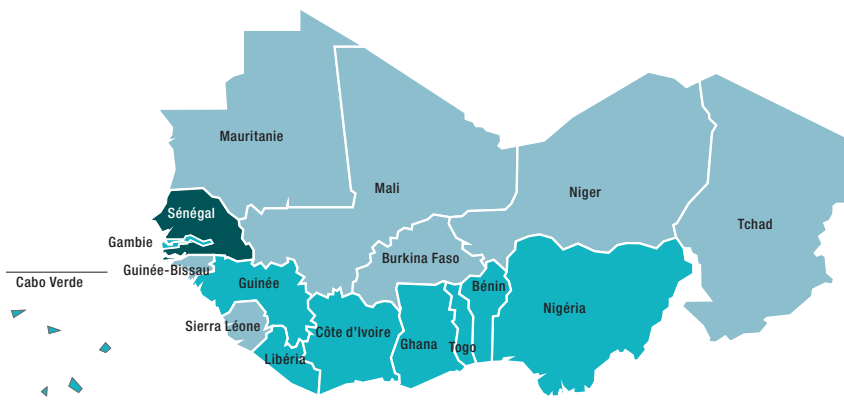 Mauritanie
Mali
Niger
Sénégal
Tchad
Gambie
Burkina Faso
Guinée-Bissau
Cabo Verde
Guinée
Bénin
Nigéria
Sierra Léone
Côte d'Ivoire
Ghana
Togo
Libéria